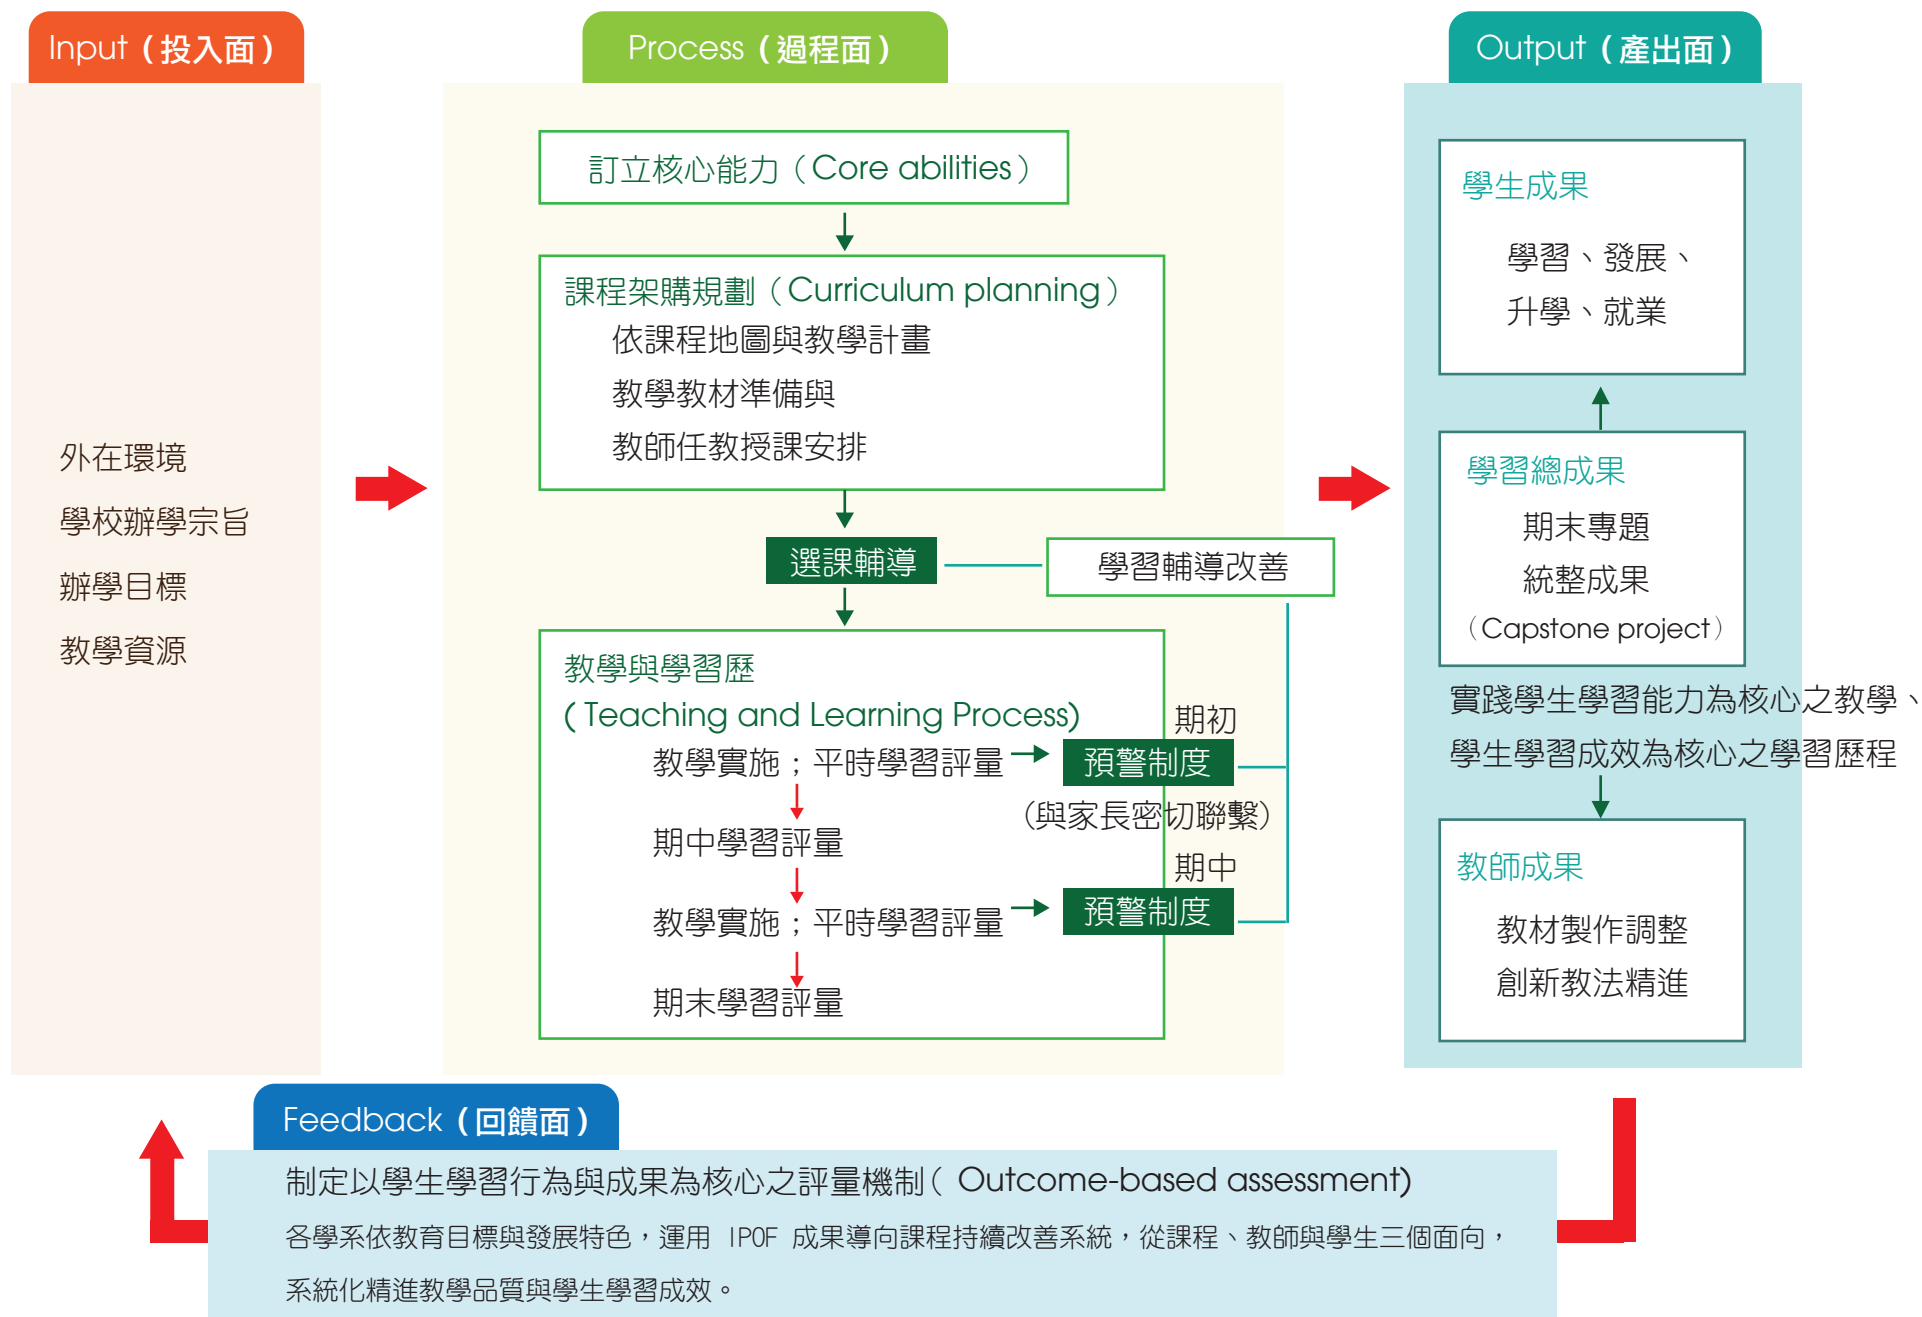 Input（投入面）
外在環境
學校辦學宗旨
辦學目標
教學資源
Process（過程面）
訂立核心能力（Core abilities）
課程架購規劃（Curriculum planning）
依課程地圖與教學計畫
教學教材準備與
教師任教授課安排
選課輔導
學習輔導改善
教學與學習歷
( Teaching and Learning Process)
期初
教學實施；平時學習評量
預警制度
(與家長密切聯繫)
期中學習評量
期中
教學實施；平時學習評量
預警制度
期末學習評量
Output（產出面）
學生成果
學習、發展、
升學、就業
學習總成果
期末專題
統整成果
（Capstone project）
實踐學生學習能力為核心之教學、
學生學習成效為核心之學習歷程
教師成果
教材製作調整
創新教法精進
Feedback（回饋面）
制定以學生學習行為與成果為核心之評量機制( Outcome-based assessment)
各學系依教育目標與發展特色，運用 IPOF 成果導向課程持續改善系統，從課程、教師與學生三個面向，
系統化精進教學品質與學生學習成效。